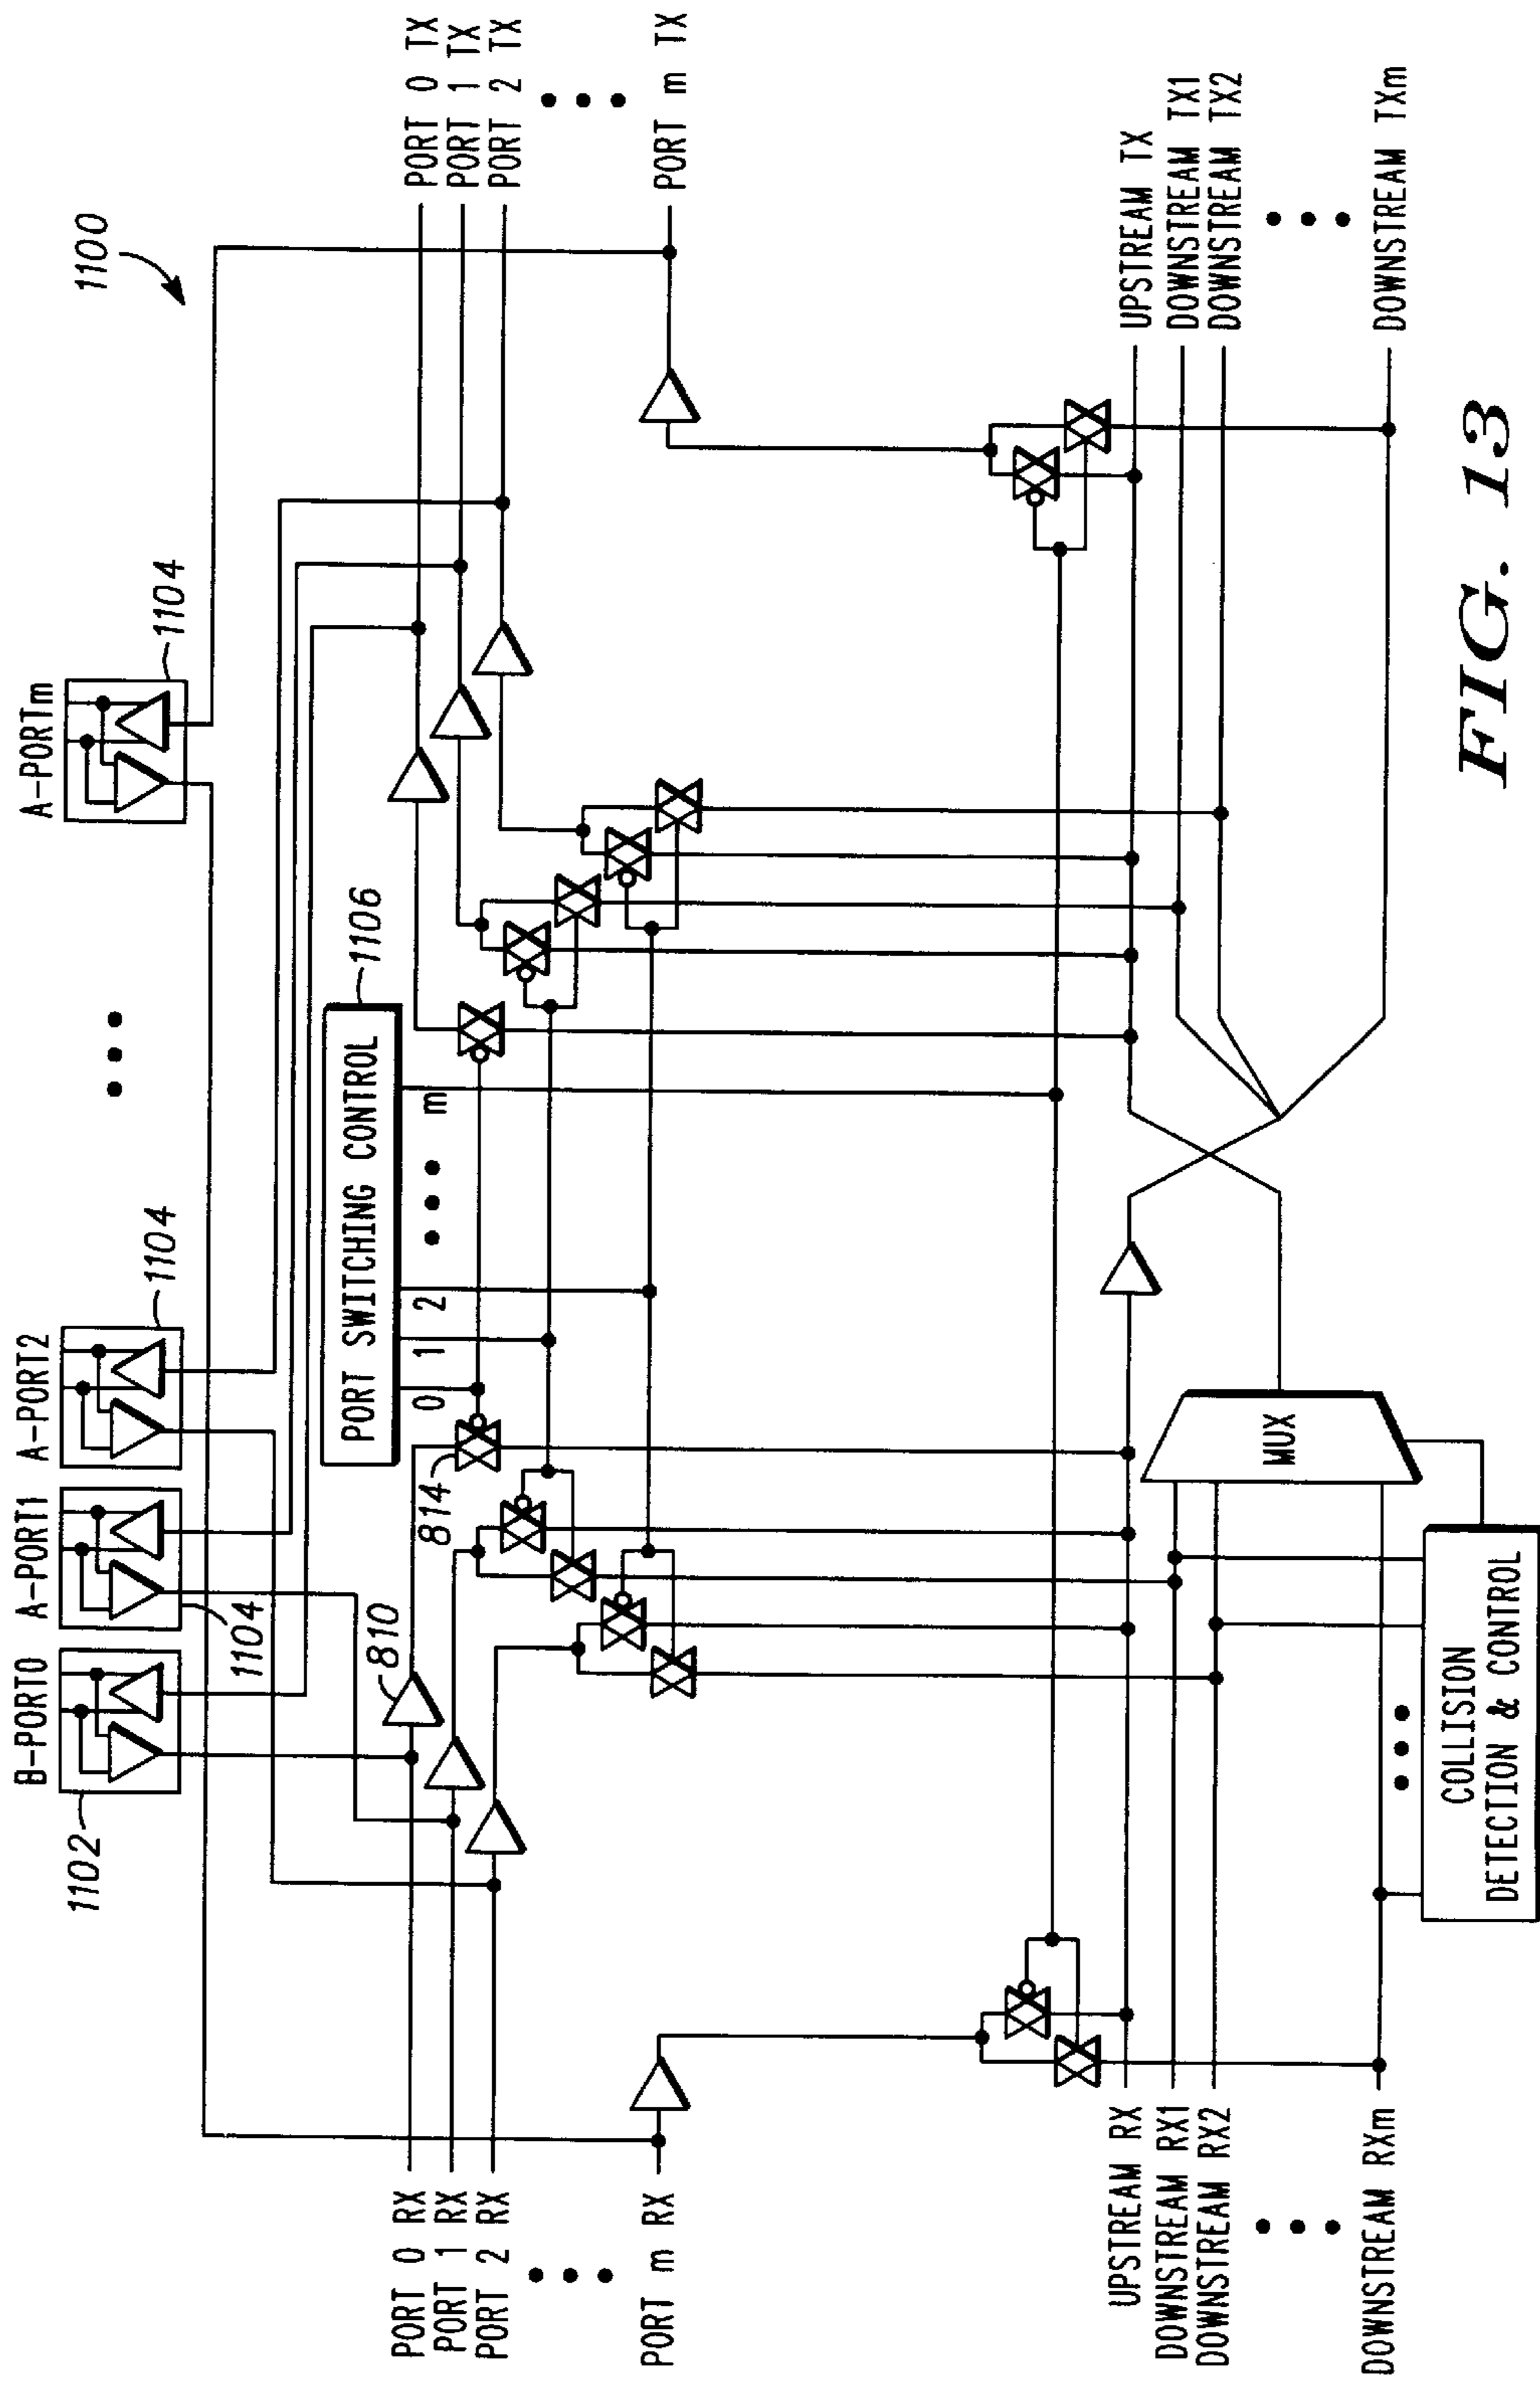 1100
A-PORTm
1104
A-PORT2
1104
A-PORT1
1104
B-PORT0
1102
PORT SWITCHING CONTROL
1106
0 1 2 m
810
814
PORT 0 RX
PORT 1 RX
PORT 2 RX
PORT m RX
PORT 0 TX
PORT 1 TX
PORT 2 TX
PORT m TX
UPSTREAM RX
DOWNSTREAM RX1
DOWNSTREAM RX2
DOWNSTREAM RXm
UPSTREAM TX
DOWNSTREAM TX1
DOWNSTREAM TX2
DOWNSTREAM TXm
MUX
COLLISION
DETECTION & CONTROL
FIG. 13